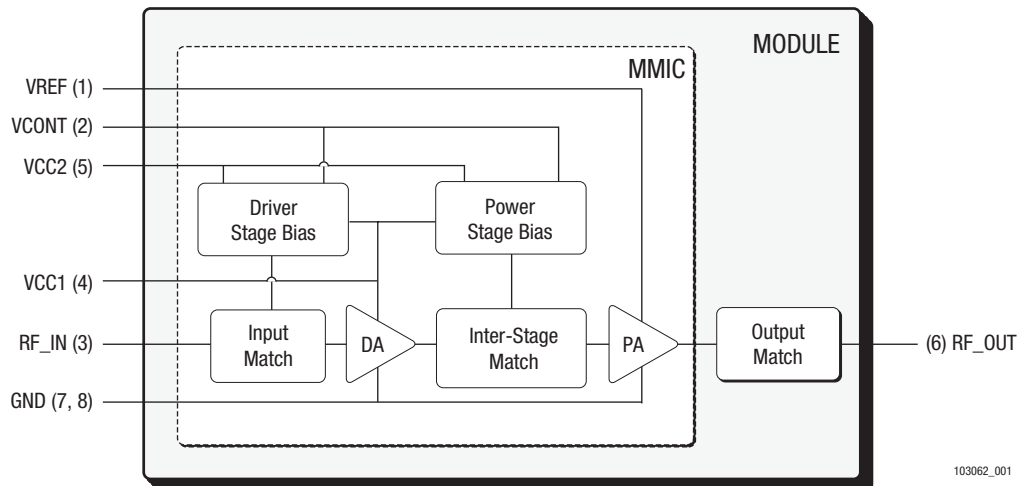 MODULE
MMIC
VREF (1)
VCONT (2)
VCC2 (5)
Driver
Stage Bias
Power
Stage Bias
VCC1 (4)
RF_IN (3)
Input
Match
DA
Inter-Stage
Match
PA
Output
Match
(6) RF_OUT
GND (7, 8)
103062_001